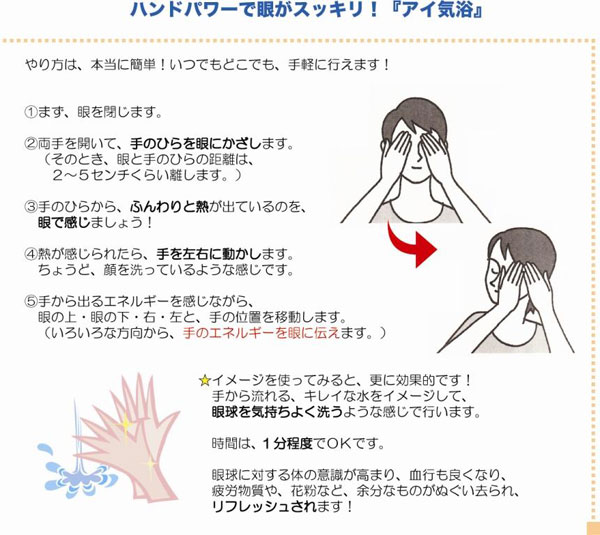 ハンドパワーで眼がスッキリ！『アイ気浴』
やり方は、本当に簡単！いつでもどこでも、手軽に行えます！
①まず、眼を閉じます。
②両手を開いて、手のひらを眼にかざします。
（そのとき、眼と手のひらの距離は、
２～５センチくらい離します。）
③手のひらから、ふんわりと熱が出ているのを、
眼で感じましょう！
④熱が感じられたら、手を左右に動かします。
ちょうど、顔を洗っているような感じです。
⑤手から出るエネルギーを感じながら、
眼の上・眼の下・右・左と、手の位置を移動します。
（いろいろな方向から、手のエネルギーを眼に伝えます。）
☆イメージを使ってみると、更に効果的です！
手から流れる、キレイな水をイメージして、
眼球を気持ちよく洗うような感じで行います。
時間は、１分程度でＯＫです。
眼球に対する体の意識が高まり、血行も良くなり、
疲労物質や、花粉など、余分なものがぬぐい去られ、
リフレッシュされます！